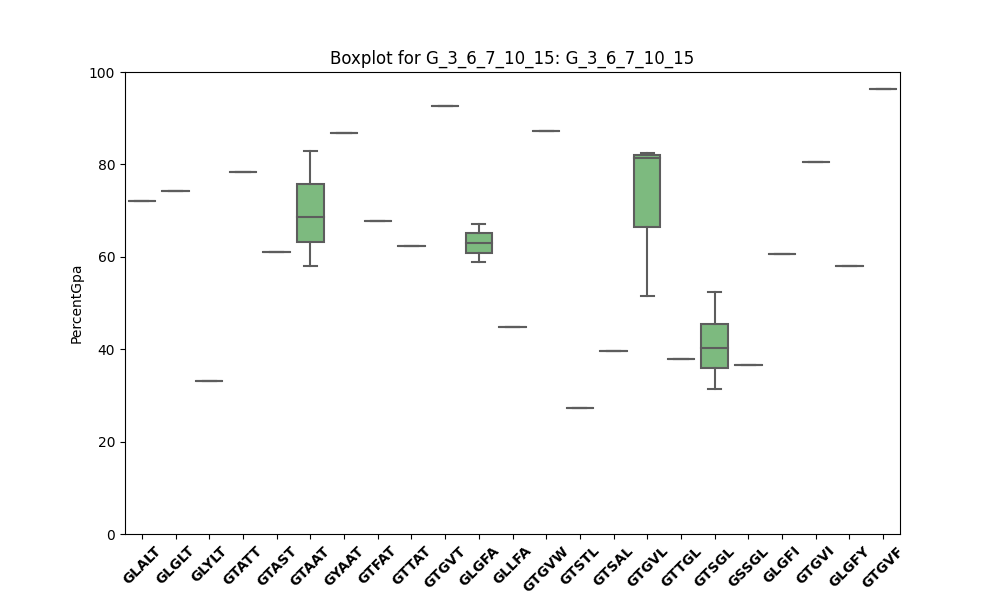 Boxplot for G_3_6_7_10_15: G_3_6_7_10_15
PercentGpa
100
80
60
40
20
0
GLALT
GLGLT
GLYLT
GTATT
GTAST
GTAAT
GYAAT
GTFAT
GTTAT
GTGVT
GLGFA
GLLFA
GTGVW
GTSTL
GTSAL
GTGVL
GTTGL
GTSGL
GSSGL
GLGFI
GTGVI
GLGFY
GTGVF